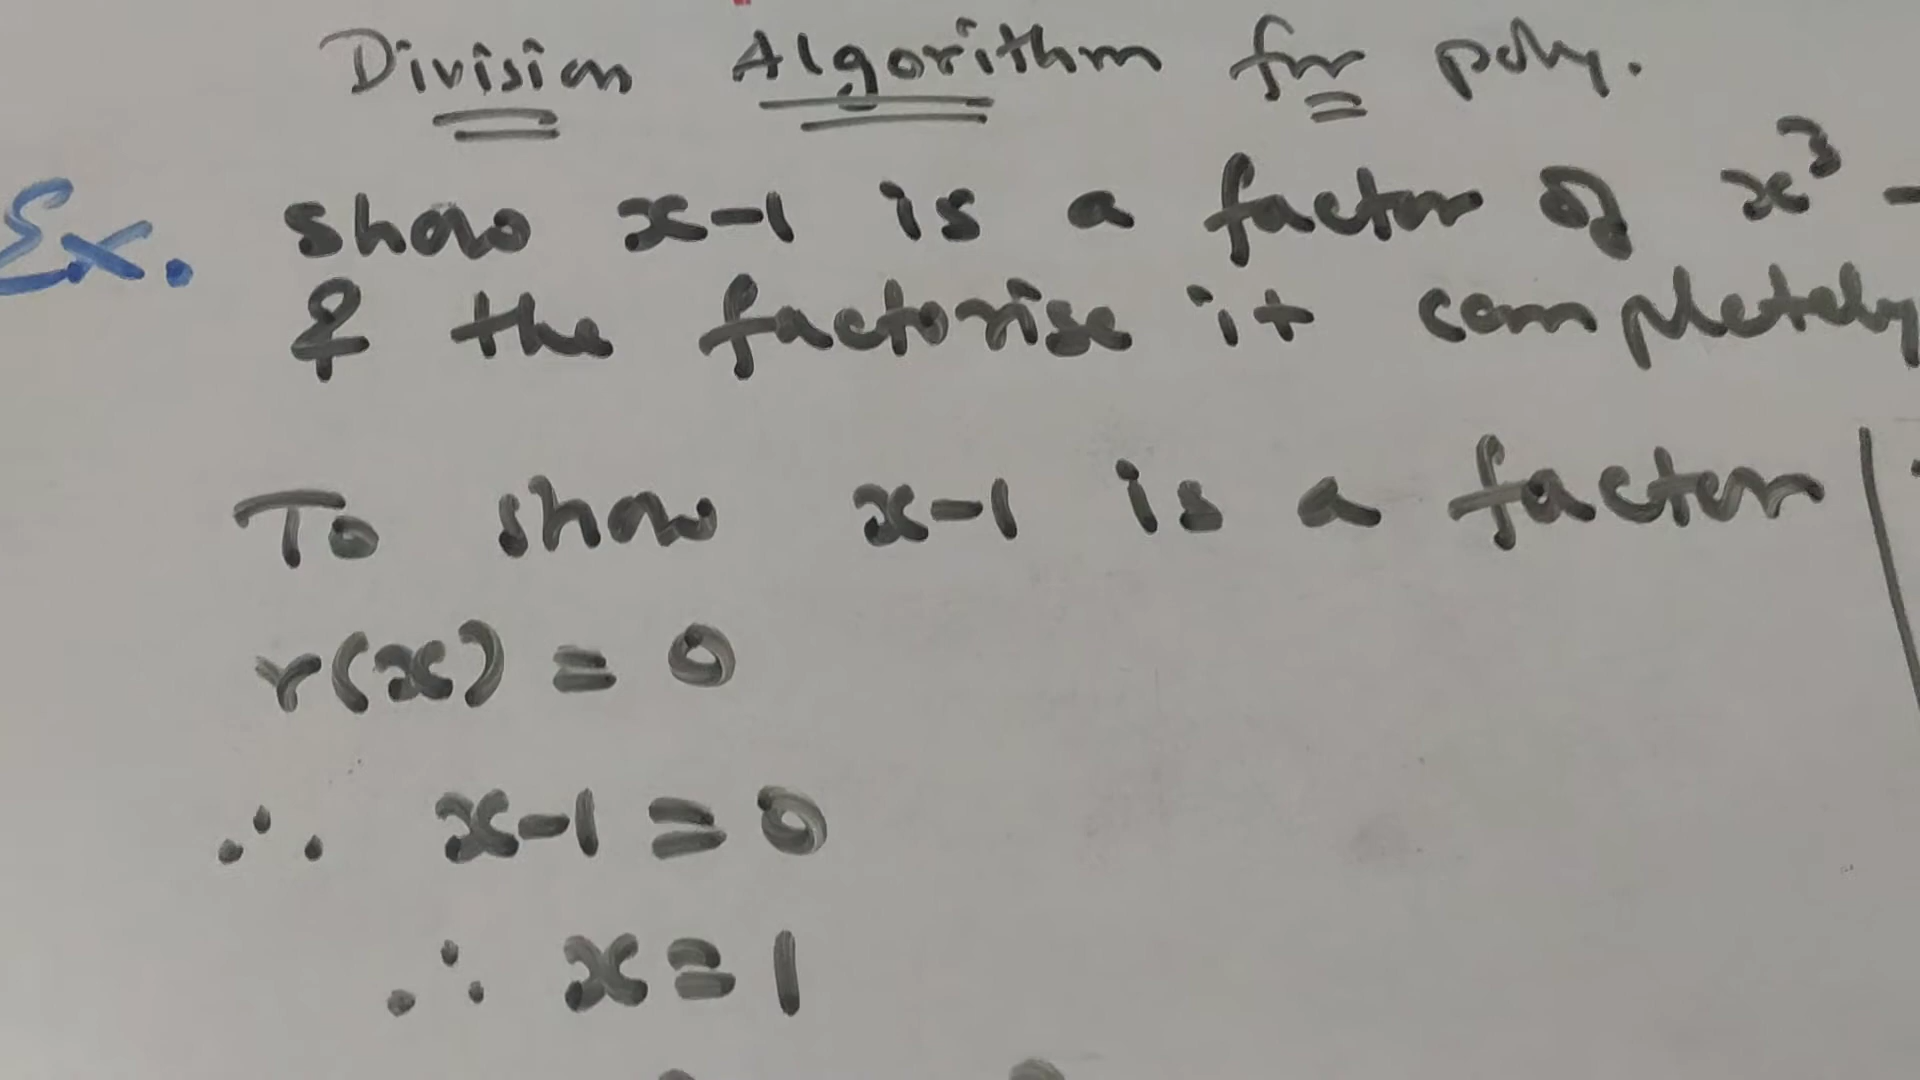 Division Algorithm for poly.
Ex. show x-1 is a factor of x³ -
& the factorise it completely
To show x-1 is a factor
r(x) = 0
∴ x-1 = 0
∴ x = 1